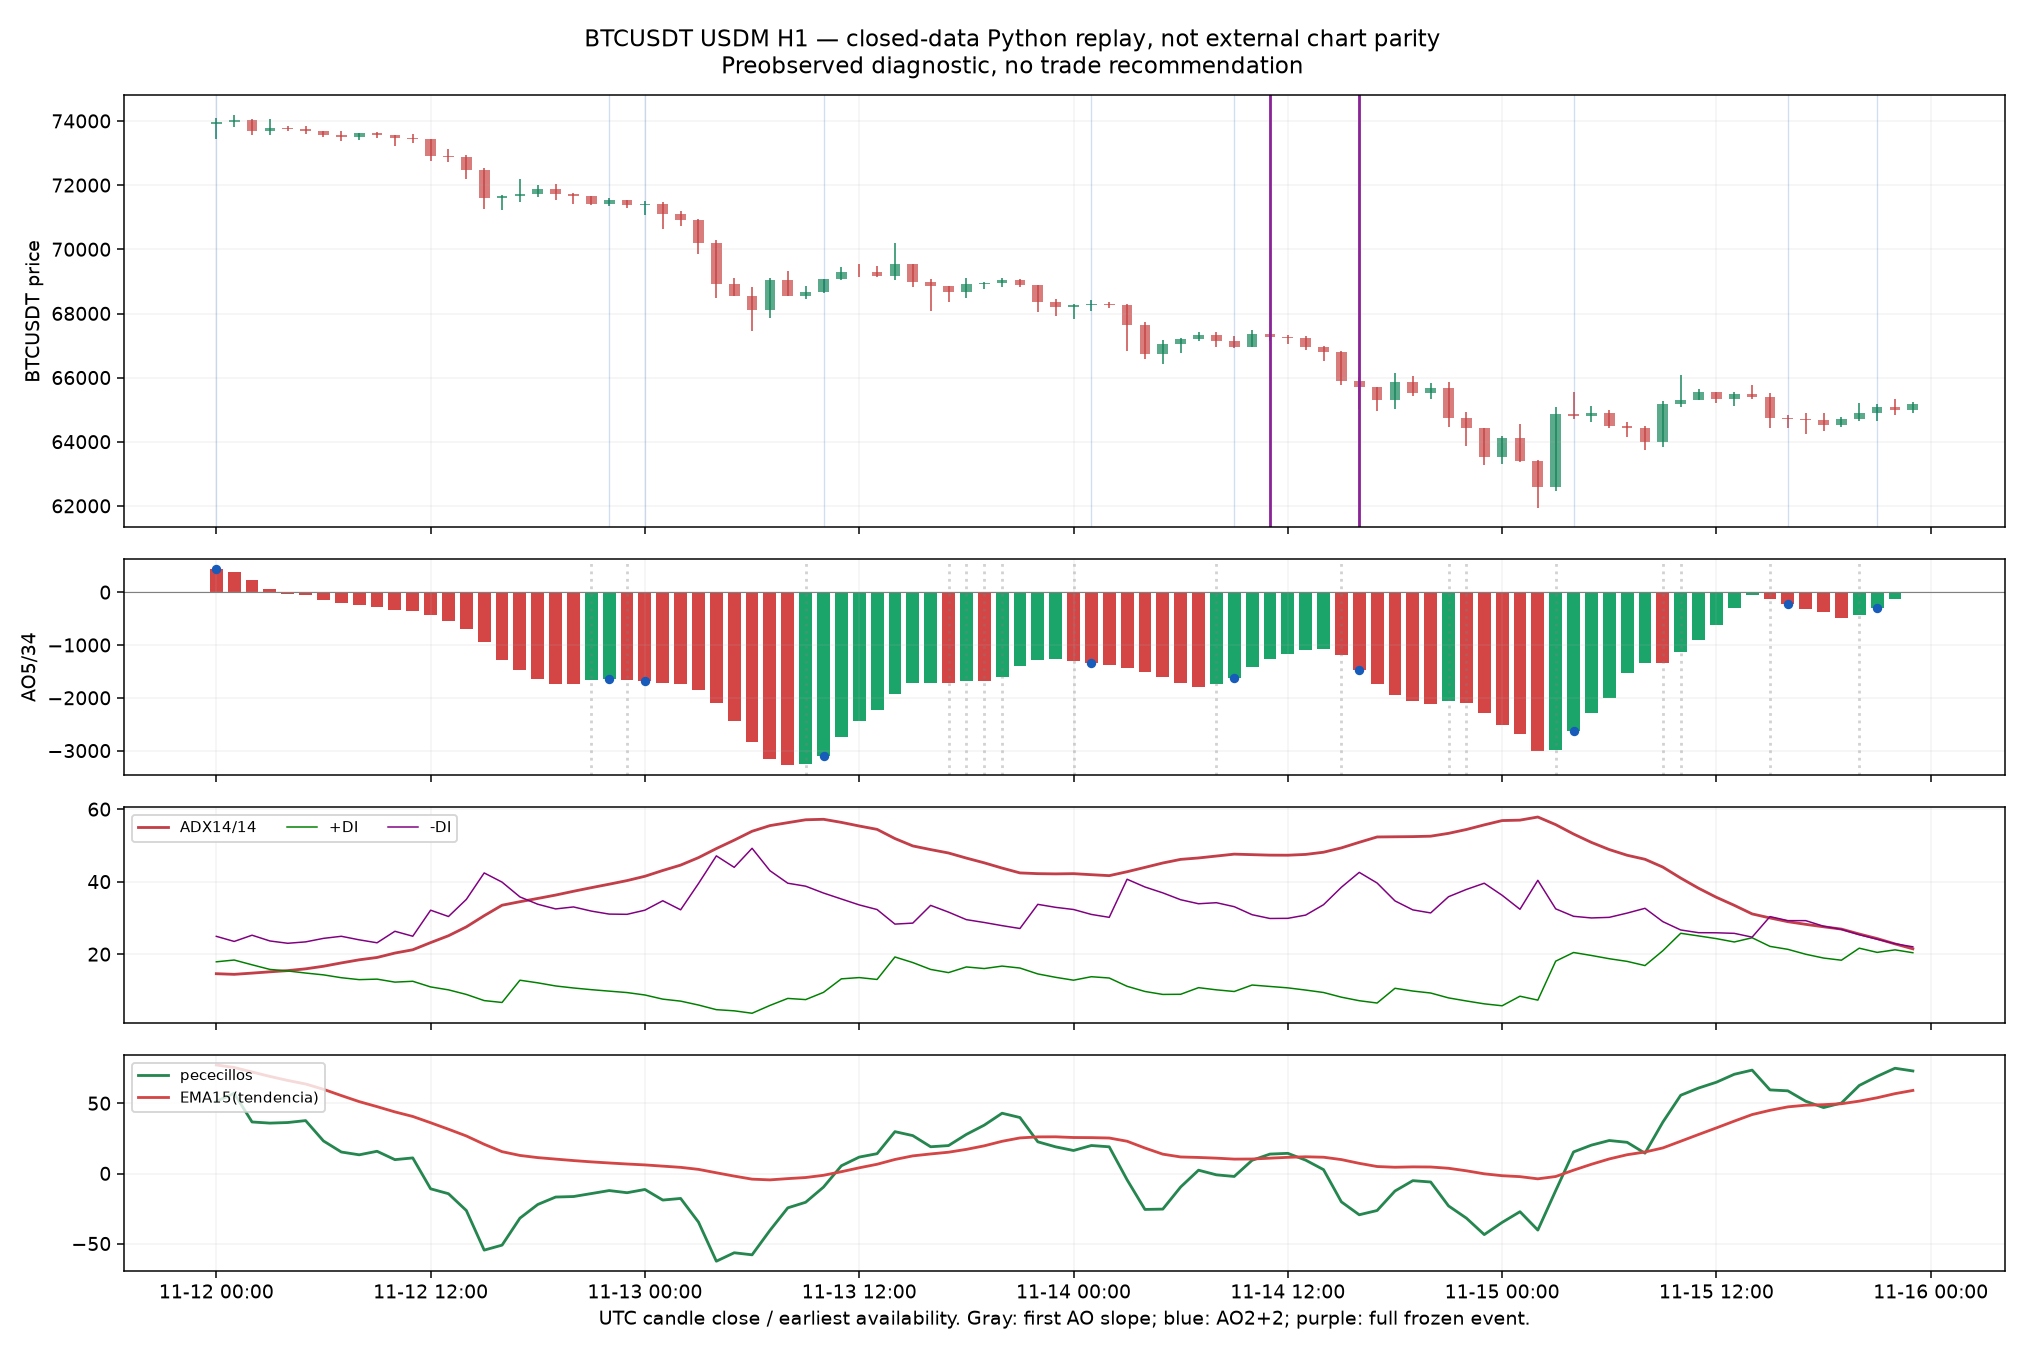 BTCUSDT USDM H1 — closed-data Python replay, not external chart parity
Preobserved diagnostic, no trade recommendation
BTCUSDT price
74000
72000
70000
68000
66000
64000
62000
AO5/34
0
−1000
−2000
−3000
60
40
20
ADX14/14
+DI
-DI
50
0
−50
pececillos
EMA15(tendencia)
11-12 00:00
11-12 12:00
11-13 00:00
11-13 12:00
11-14 00:00
11-14 12:00
11-15 00:00
11-15 12:00
11-16 00:00
UTC candle close / earliest availability. Gray: first AO slope; blue: AO2+2; purple: full frozen event.